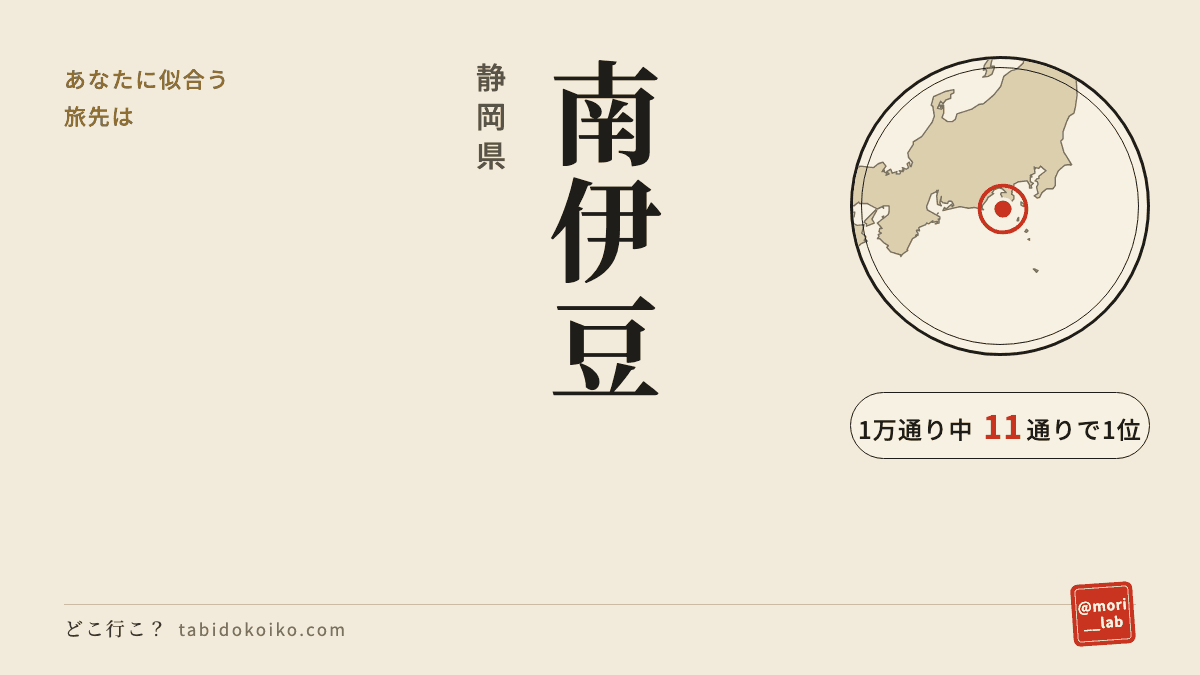 あなたに似合う
旅先は
南伊豆
静岡県
1万通り中 11通りで1位
どこ行こ？ tabidokoiko.com
@mori
__lab